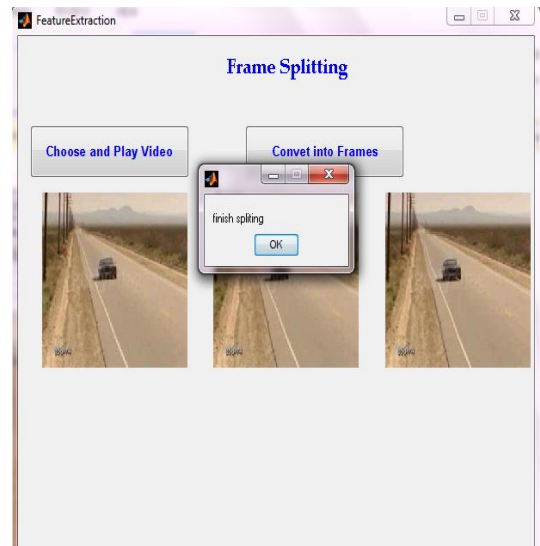 FeatureExtraction
Frame Splitting
Choose and Play Video
Convet into Frames
finish spliting
OK